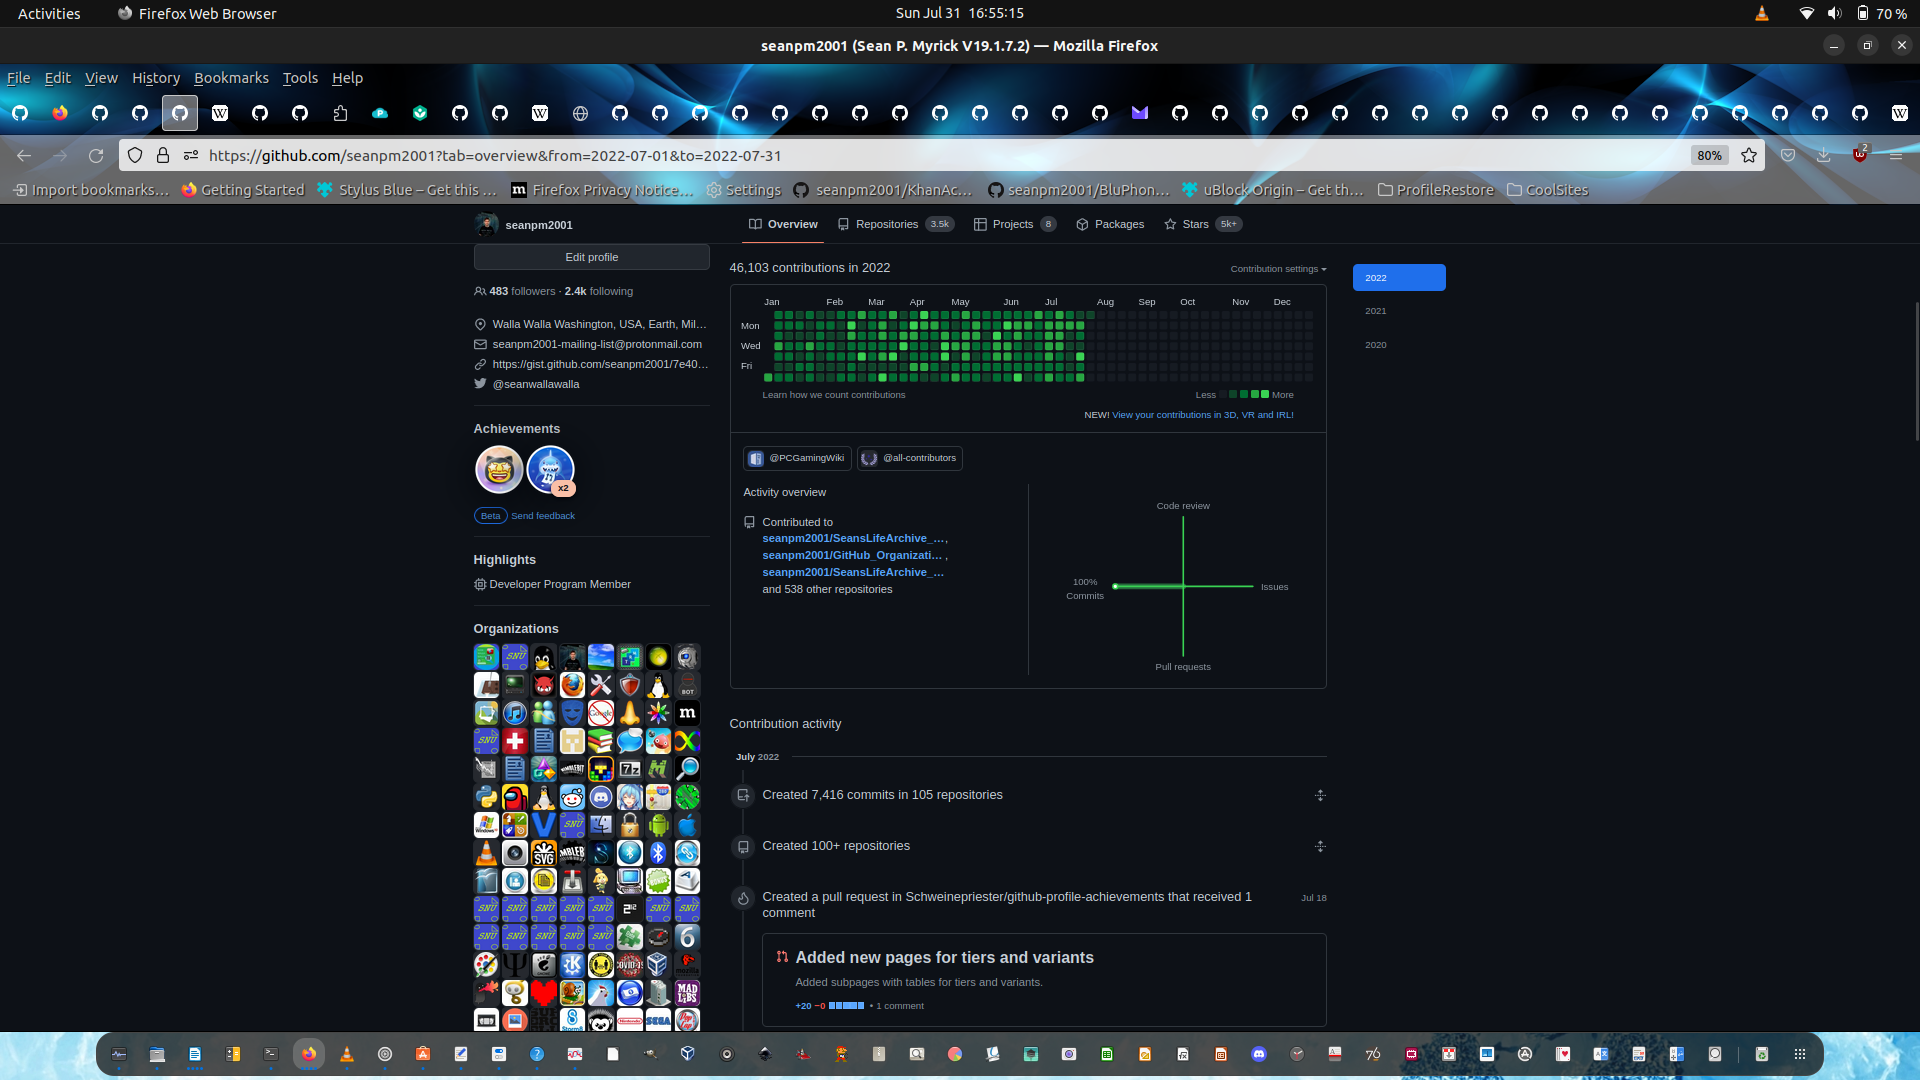 Activities
Firefox Web Browser
Sun Jul 31 16:55:15
70 %
seanpm2001 (Sean P. Myrick V19.1.7.2) — Mozilla Firefox
File Edit View History Bookmarks Tools Help
https://github.com/seanpm2001?tab=overview&from=2022-07-01&to=2022-07-31
80%
2
Import bookmarks…
Getting Started
Stylus Blue – Get this …
Firefox Privacy Notice…
Settings
seanpm2001/KhanAc…
seanpm2001/BluPhon…
uBlock Origin – Get th…
ProfileRestore
CoolSites
seanpm2001
Overview
Repositories 3.5k
Projects 8
Packages
Stars 5k+
Edit profile
483 followers · 2.4k following
Walla Walla Washington, USA, Earth, Mil…
seanpm2001-mailing-list@protonmail.com
https://gist.github.com/seanpm2001/7e40…
@seanwallawalla
Achievements
x2
Beta Send feedback
Highlights
Developer Program Member
Organizations
46,103 contributions in 2022
Contribution settings
2022
2021
2020
Jan Feb Mar Apr May Jun Jul Aug Sep Oct Nov Dec
Mon
Wed
Fri
Learn how we count contributions
Less More
NEW! View your contributions in 3D, VR and IRL!
@PCGamingWiki
@all-contributors
Activity overview
Contributed to
seanpm2001/SeansLifeArchive_…,
seanpm2001/GitHub_Organizati… ,
seanpm2001/SeansLifeArchive_…
and 538 other repositories
Code review
100%
Commits
Issues
Pull requests
Contribution activity
July 2022
Created 7,416 commits in 105 repositories
Created 100+ repositories
Created a pull request in Schweinepriester/github-profile-achievements that received 1
comment
Jul 18
Added new pages for tiers and variants
Added subpages with tables for tiers and variants.
+20 −0 • 1 comment